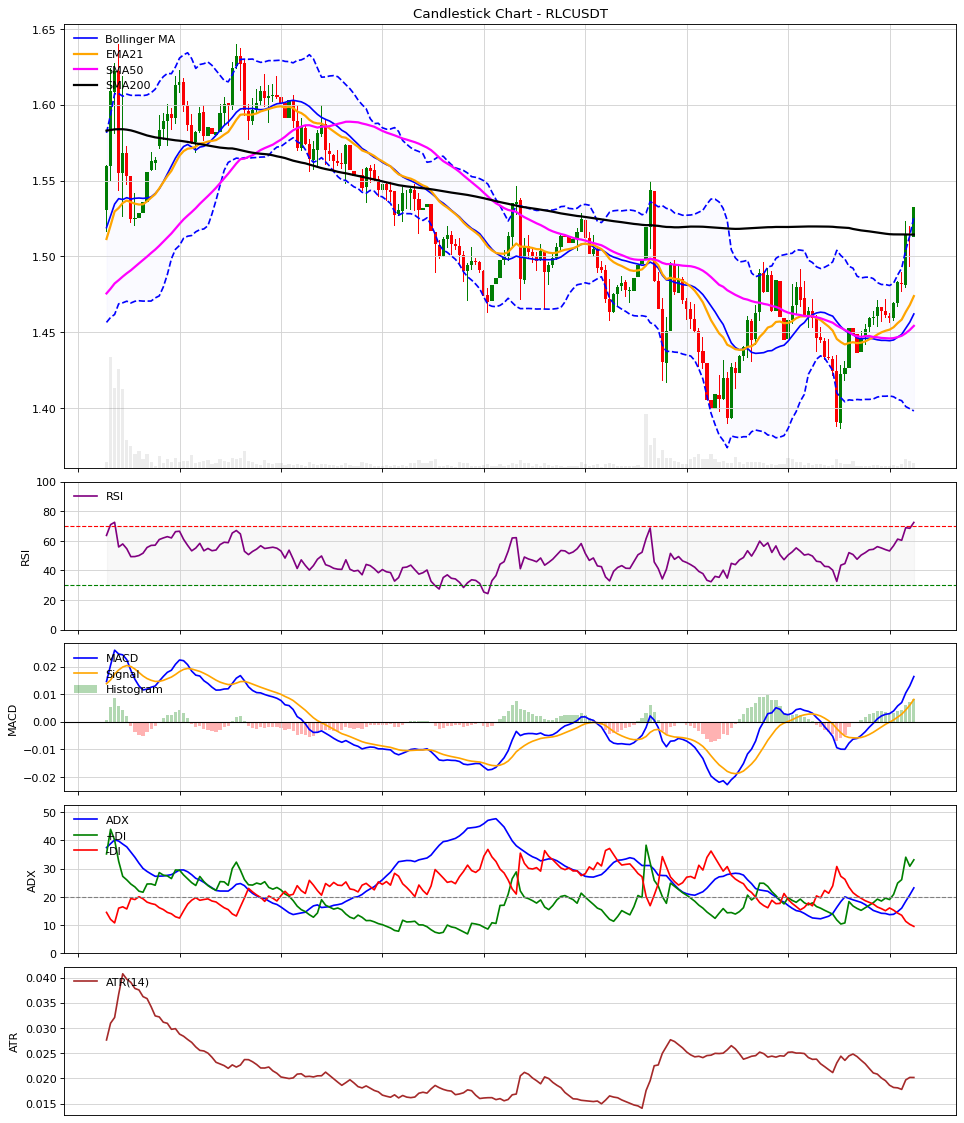 Candlestick Chart - RLCUSDT
1.65
1.60
1.55
1.50
1.45
1.40
Bollinger MA
EMA21
SMA50
SMA200
100
80
60
40
20
0
RSI
RSI
0.02
0.01
0.00
−0.01
−0.02
MACD
MACD
Signal
Histogram
50
40
30
20
10
0
ADX
ADX
+DI
-DI
0.040
0.035
0.030
0.025
0.020
0.015
ATR
ATR(14)